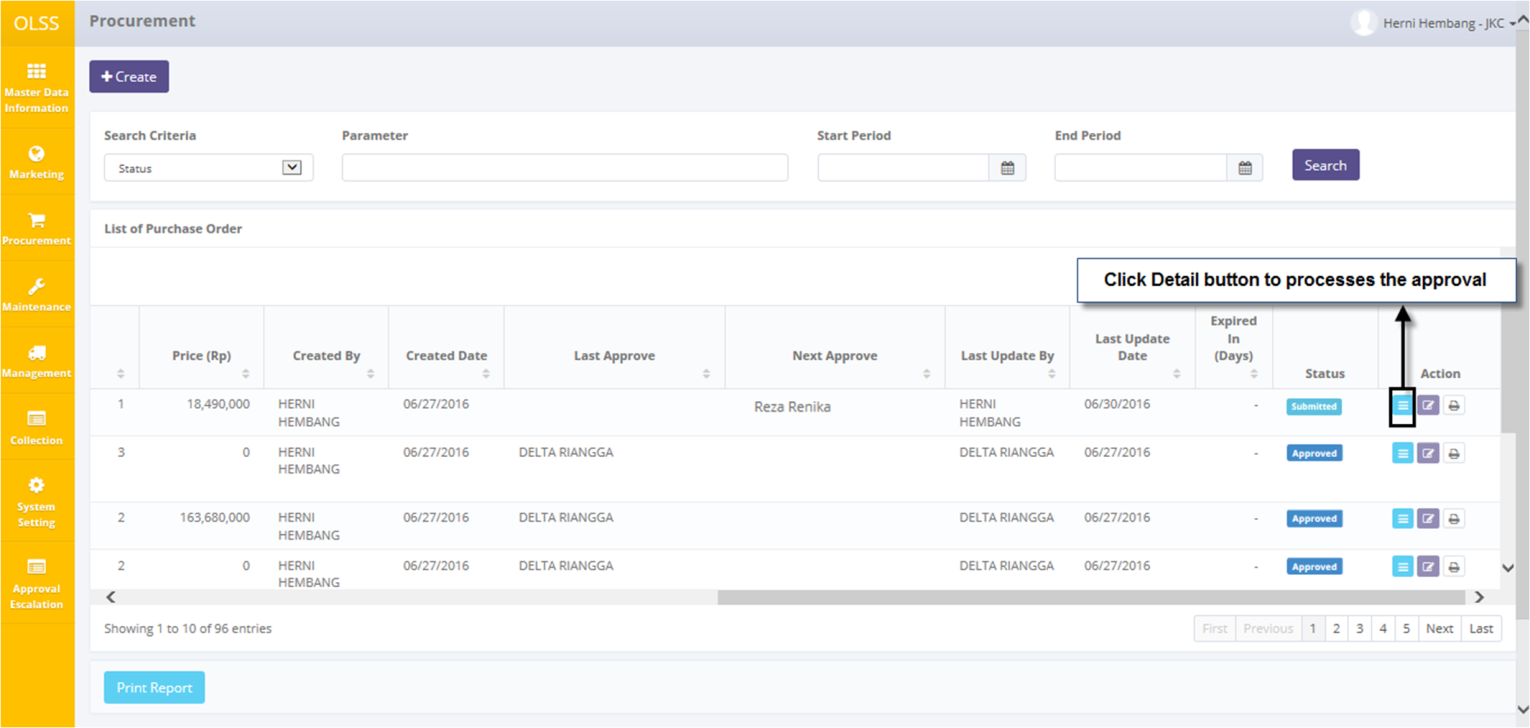 OLSS
Procurement
Herni Hembang - JKC
Master Data
Information
Marketing
Procurement
Maintenance
Management
Collection
System
Setting
Approval
Escalation
Create
Search Criteria
Parameter
Start Period
End Period
Status
Search
List of Purchase Order
Click Detail button to processes the approval
Price (Rp)
Created By
Created Date
Last Approve
Next Approve
Last Update By
Last Update
Date
Expired
In
(Days)
Status
Action
1 18,490,000 HERNI 06/27/2016 Reza Renika HERNI 06/30/2016 - Submitted
HEMBANG HEMBANG
3 0 HERNI 06/27/2016 DELTA RIANGGA DELTA RIANGGA 06/27/2016 - Approved
HEMBANG
2 163,680,000 HERNI 06/27/2016 DELTA RIANGGA DELTA RIANGGA 06/27/2016 - Approved
HEMBANG
2 0 HERNI 06/27/2016 DELTA RIANGGA DELTA RIANGGA 06/27/2016 - Approved
HEMBANG
Showing 1 to 10 of 96 entries
First Previous 1 2 3 4 5 Next Last
Print Report